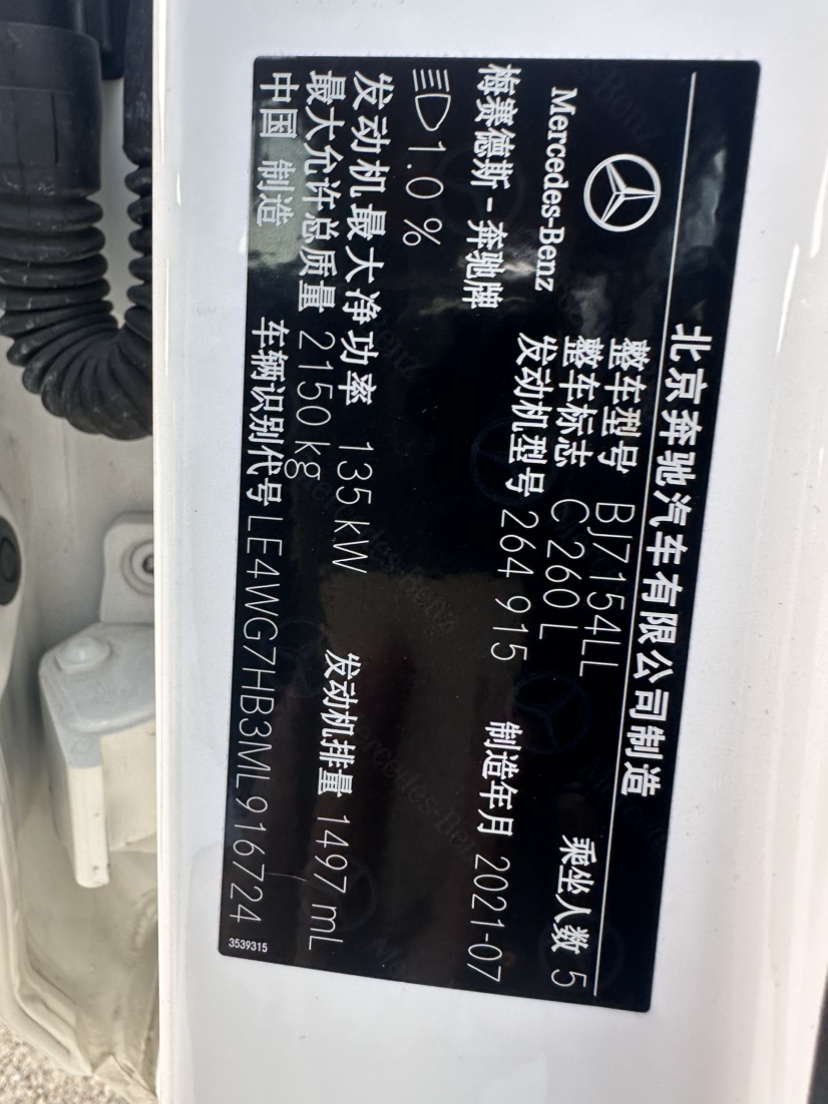 北京奔驰汽车有限公司制造
Mercedes-Benz
梅赛德斯-奔驰牌
整车型号 BJ7154LL
整车标志 C 260 L
乘坐人数 5
发动机型号 264 915
制造年月 2021-07
1.0 %
发动机最大净功率 135 kW
发动机排量 1497 mL
最大允许总质量 2150 kg
中国 制造
车辆识别代号 LE4WG7HB3ML916724
3539315